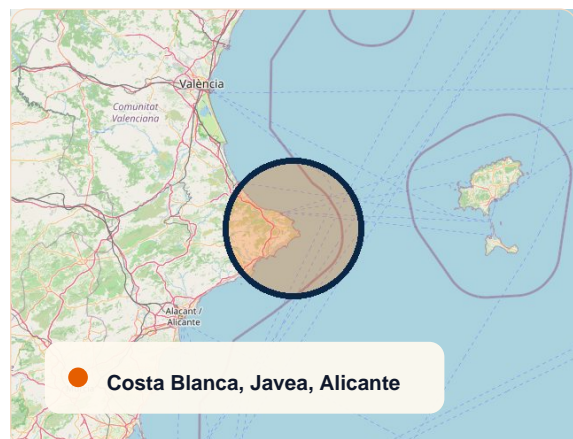 València
Comunitat
Valenciana
Alacant /
Alicante
Costa Blanca, Javea, Alicante